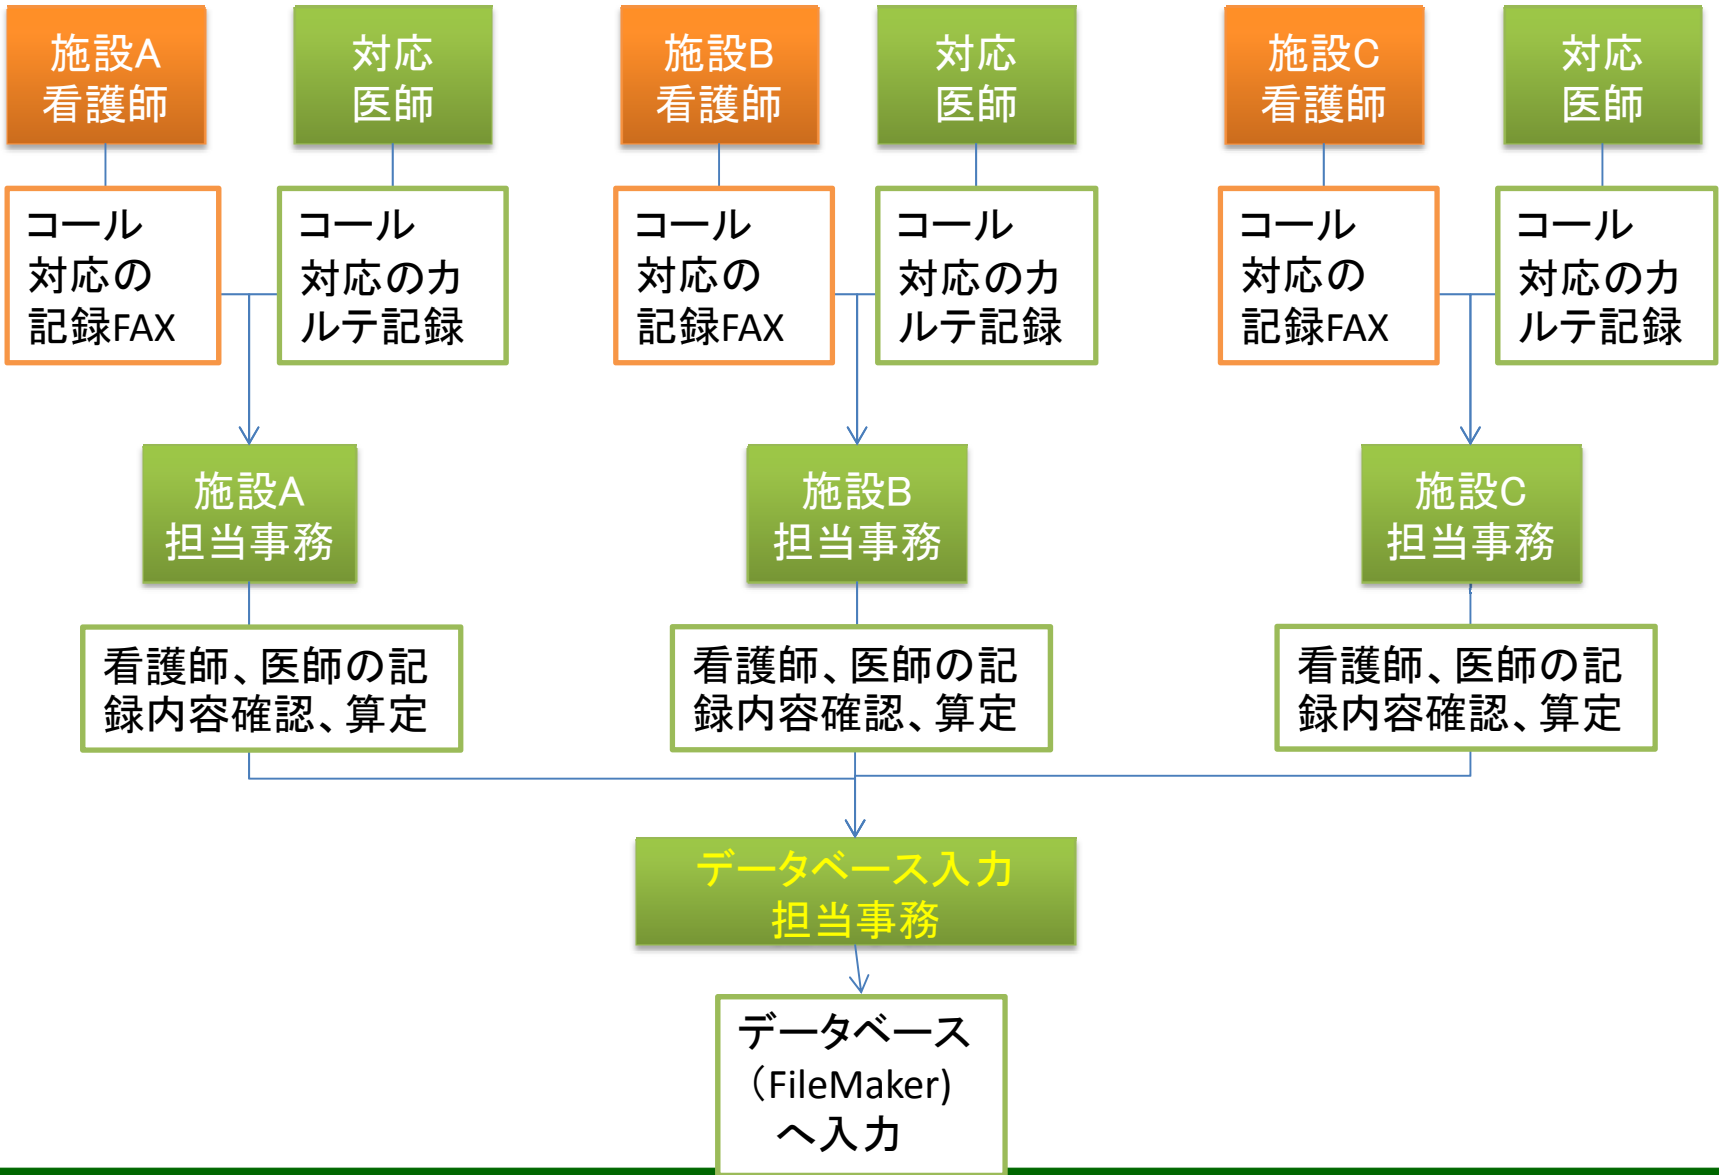 施設A
看護師
対応
医師
施設B
看護師
対応
医師
施設C
看護師
対応
医師
コール
対応の
記録FAX
コール
対応のカ
ルテ記録
コール
対応の
記録FAX
コール
対応のカ
ルテ記録
コール
対応の
記録FAX
コール
対応のカ
ルテ記録
施設A
担当事務
施設B
担当事務
施設C
担当事務
看護師、医師の記
録内容確認、算定
看護師、医師の記
録内容確認、算定
看護師、医師の記
録内容確認、算定
データベース入力
担当事務
データベース
（FileMaker)
へ入力